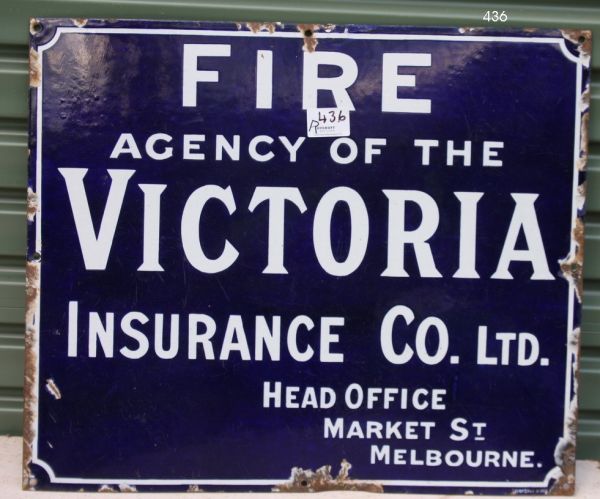 436
FIRE
436
AGENCY OF THE
VICTORIA
INSURANCE CO. LTD.
HEAD OFFICE
MARKET ST
MELBOURNE.